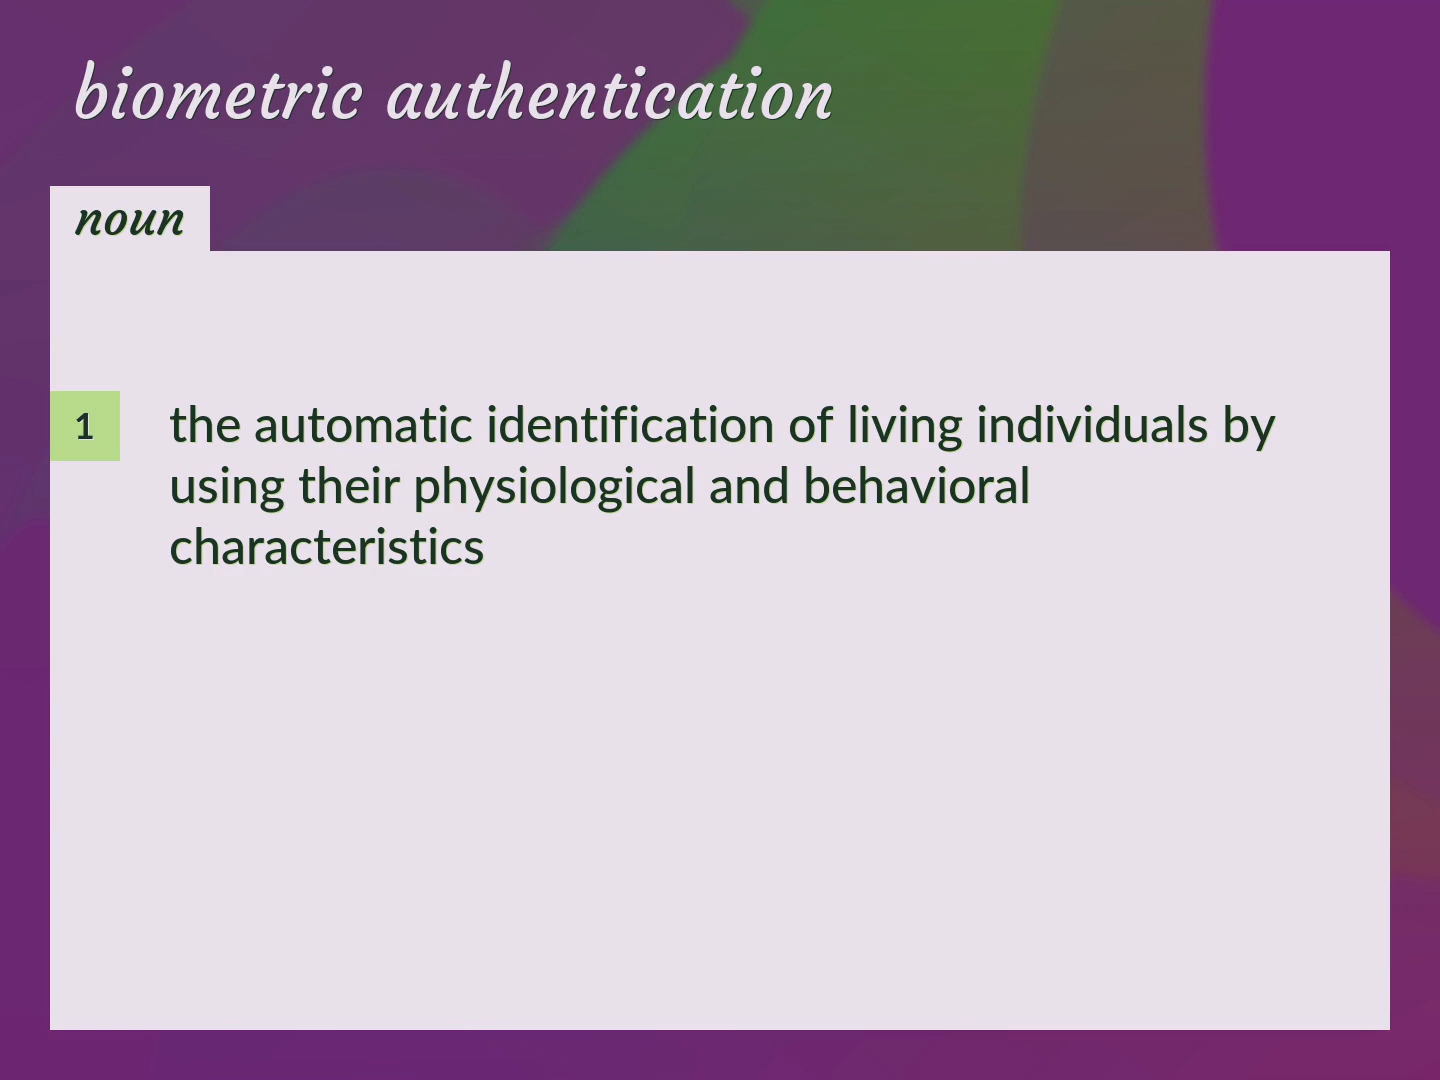 biometric authentication
noun
1
the automatic identification of living individuals by
using their physiological and behavioral
characteristics